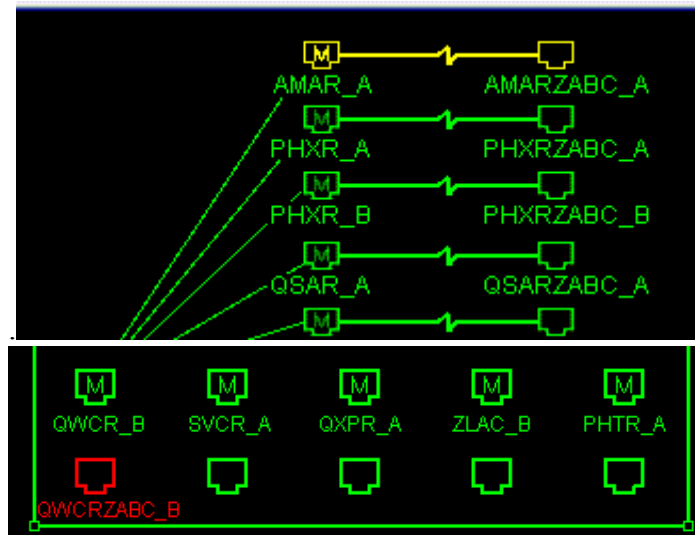 M
AMAR_A AMARZABC_A
M
PHXR_A PHXRZABC_A
M
PHXR_B PHXRZABC_B
M
QSAR_A QSARZABC_A
M
M M M M M
QWCR_B SVCR_A QXPR_A ZLAC_B PHTR_A
QWCRZABC_B